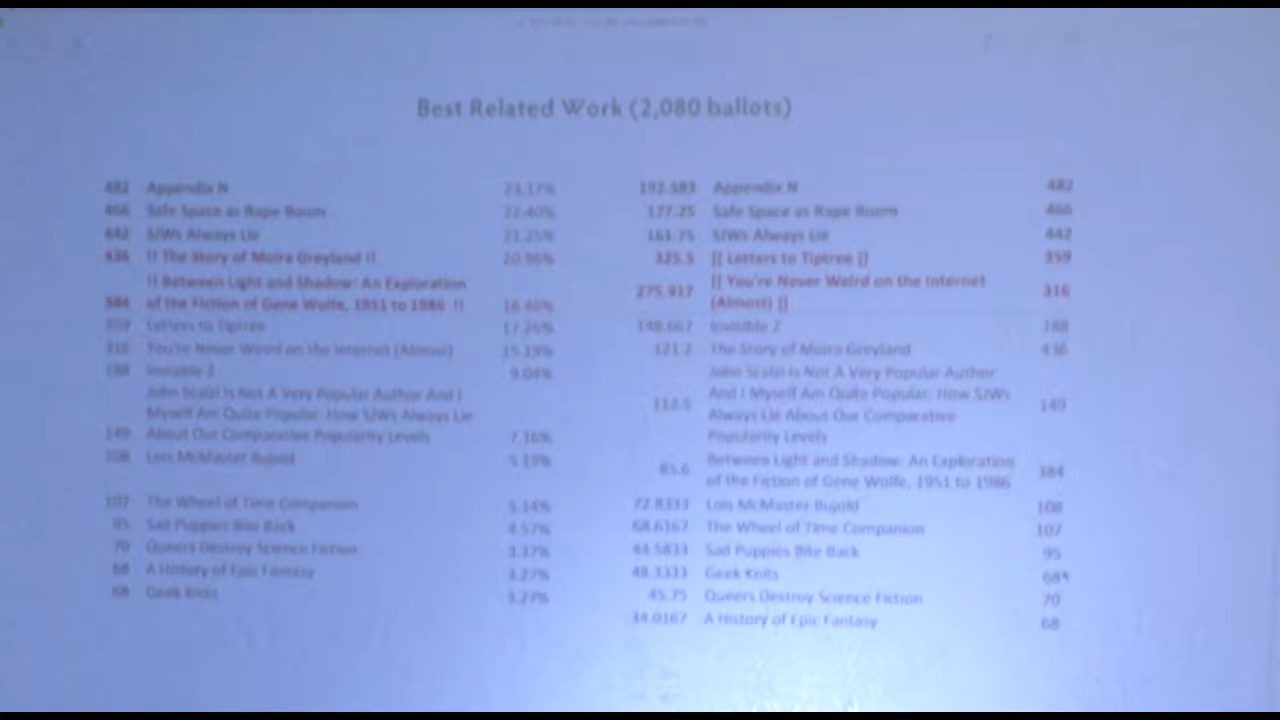 Best Related Work (2,080 ballots)
482 Appendix N 23.17% 192.583 Appendix N 482
466 Safe Space as Rape Room 22.40% 177.25 Safe Space as Rape Room 466
442 SJWs Always Lie 21.25% 161.75 SJWs Always Lie 442
436 !! The Story of Moira Greyland !! 20.96% 325.5 [[ Letters to Tiptree ]] 359
!! Between Light and Shadow: An Exploration
384 of the Fiction of Gene Wolfe, 1951 to 1986 !! 18.46%
275.917 [[ You're Never Weird on the Internet
(Almost) ]] 316
359 Letters to Tiptree 17.26% 148.667 Invisible 2 188
316 You're Never Weird on the Internet (Almost) 15.19% 121.2 The Story of Moira Greyland 436
188 Invisible 2 9.04%
John Scalzi Is Not A Very Popular Author And I
Myself Am Quite Popular: How SJWs Always Lie
149 About Our Comparative Popularity Levels 7.16%
John Scalzi Is Not A Very Popular Author
112.5 And I Myself Am Quite Popular: How SJWs 149
Always Lie About Our Comparative
Popularity Levels
108 Lois McMaster Bujold 5.19%
85.6 Between Light and Shadow: An Exploration
of the Fiction of Gene Wolfe, 1951 to 1986 384
107 The Wheel of Time Companion 5.14% 72.8333 Lois McMaster Bujold 108
95 Sad Puppies Bite Back 4.57% 68.6167 The Wheel of Time Companion 107
70 Queers Destroy Science Fiction 3.37% 44.5833 Sad Puppies Bite Back 95
68 A History of Epic Fantasy 3.27% 48.3333 Geek Knits 68*
68 Geek Knits 3.27% 45.75 Queers Destroy Science Fiction 70
34.0167 A History of Epic Fantasy 68